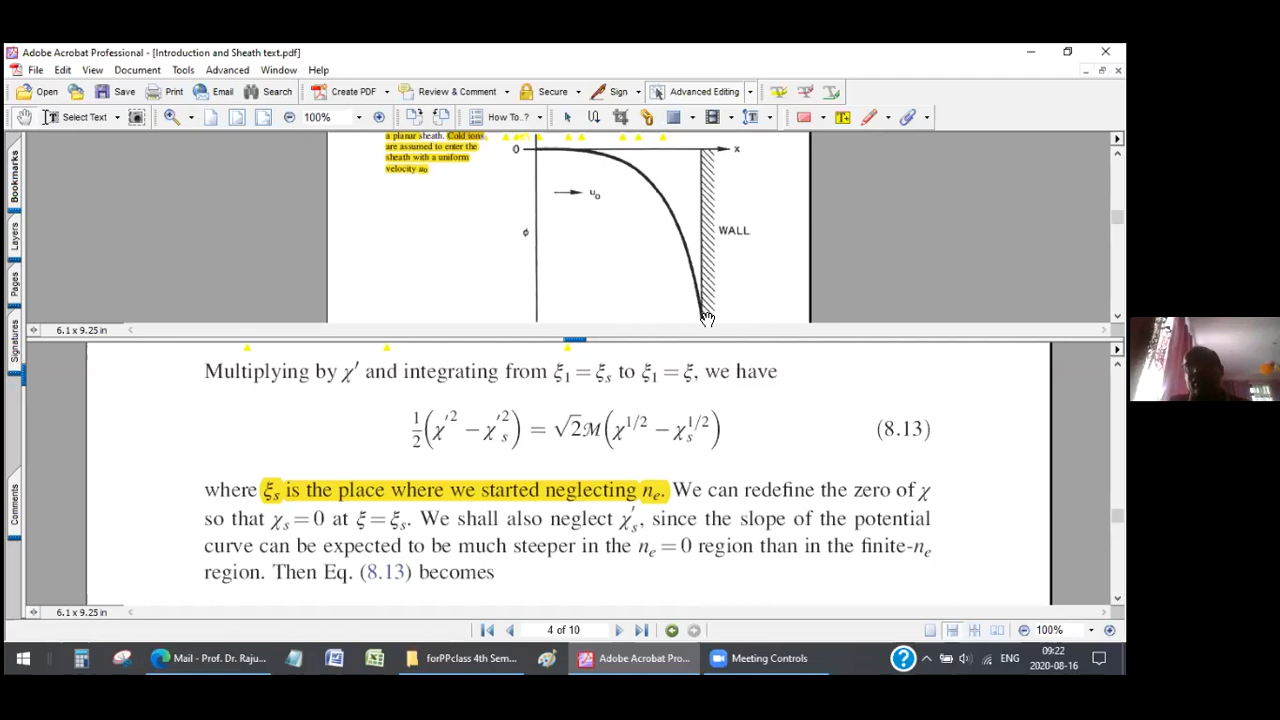 Adobe Acrobat Professional - [Introduction and Sheath text.pdf]
File Edit View Document Tools Advanced Window Help
Open Save Print Email Search Create PDF Review & Comment Secure Sign Advanced Editing
Select Text 100% How To..?
Bookmarks
Layers
Pages
Signatures
Comments
a planar sheath. Cold ions
are assumed to enter the
sheath with a uniform
velocity u₀
0
x
u₀
ϕ
WALL
6.1 x 9.25 in
Multiplying by χ′ and integrating from ξ₁ = ξₛ to ξ₁ = ξ, we have
1/2(χ′² − χ′ₛ²) = √2ℳ(χ^1/2 − χₛ^1/2) (8.13)
where ξₛ is the place where we started neglecting nₑ. We can redefine the zero of χ
so that χₛ = 0 at ξ = ξₛ. We shall also neglect χ′ₛ, since the slope of the potential
curve can be expected to be much steeper in the nₑ = 0 region than in the finite-nₑ
region. Then Eq. (8.13) becomes
6.1 x 9.25 in
4 of 10 100%
Mail - Prof. Dr. Raju... forPPclass 4th Sem... Adobe Acrobat Pro... Meeting Controls ENG 09:22
2020-08-16